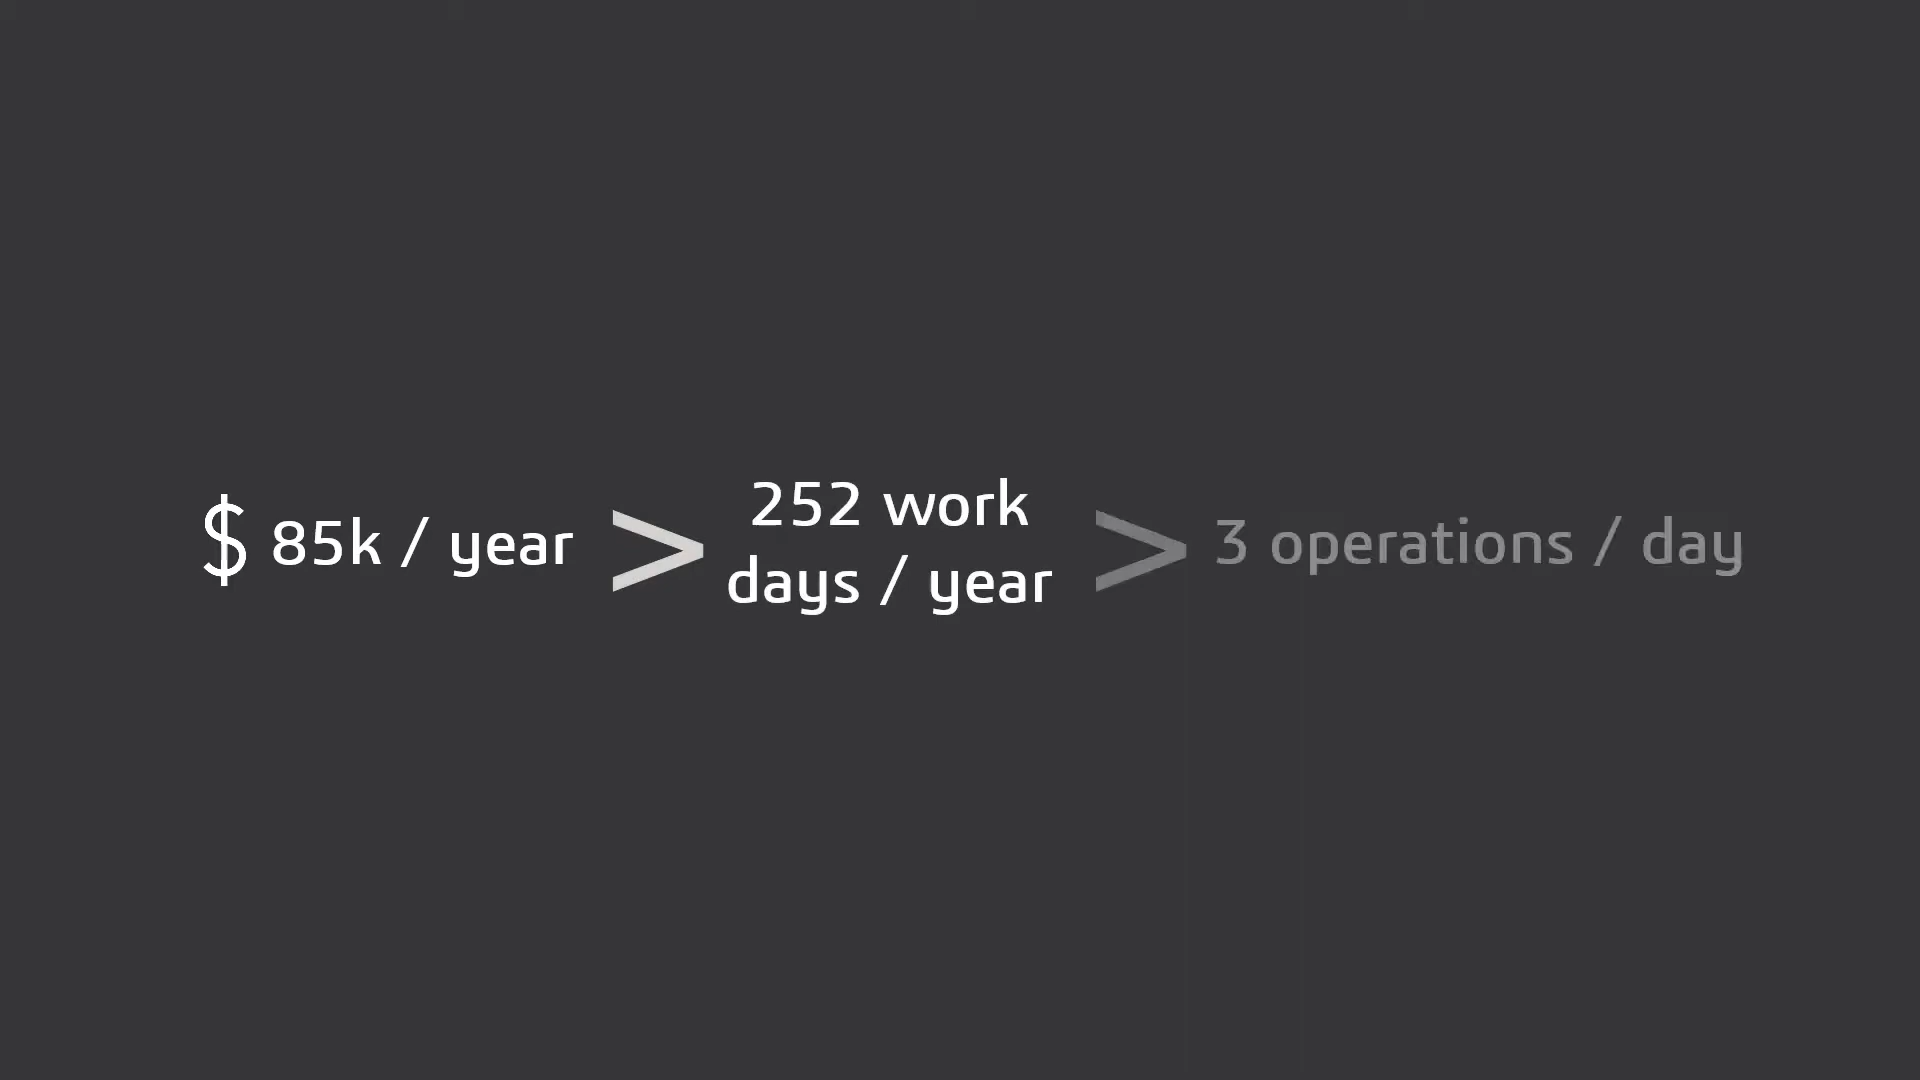 $ 85k / year > 252 work days / year > 3 operations / day